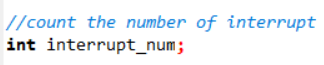 //count the number of interrupt
int interrupt_num;